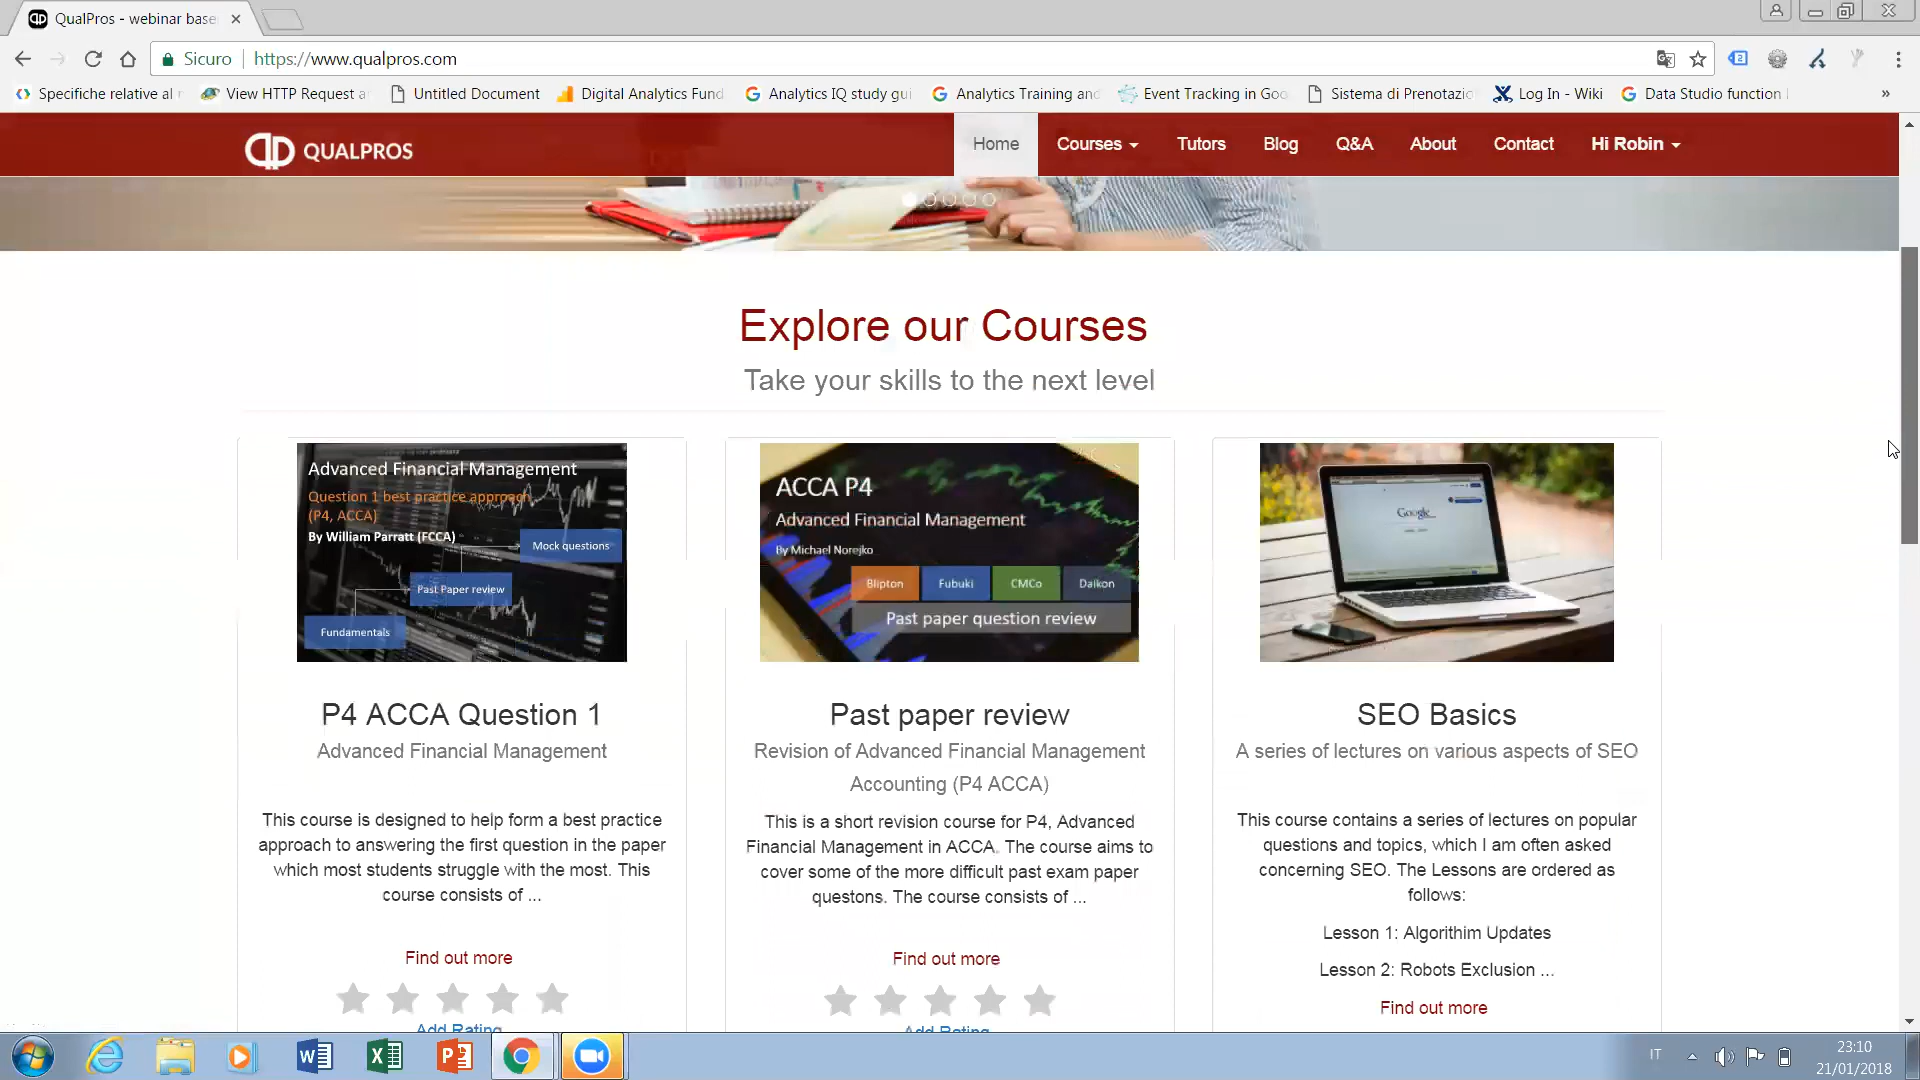 QualPros - webinar base
Sicuro
https://www.qualpros.com
Specifiche relative al
View HTTP Request a
Untitled Document
Digital Analytics Fund
Analytics IQ study gui
Analytics Training and
Event Tracking in Goo
Sistema di Prenotazio
Log In - Wiki
Data Studio function
»
QUALPROS
Home
Courses
Tutors
Blog
Q&A
About
Contact
Hi Robin
Explore our Courses
Take your skills to the next level
Advanced Financial Management
Question 1 best practice approach
(P4, ACCA)
By William Parratt (FCCA)
Mock questions
Past Paper review
Fundamentals
P4 ACCA Question 1
Advanced Financial Management
This course is designed to help form a best practice
approach to answering the first question in the paper
which most students struggle with the most. This
course consists of ...
Find out more
Add Rating
ACCA P4
Advanced Financial Management
By Michael Norejko
Blipton
Fubuki
CMCo
Daikon
Past paper question review
Past paper review
Revision of Advanced Financial Management
Accounting (P4 ACCA)
This is a short revision course for P4, Advanced
Financial Management in ACCA. The course aims to
cover some of the more difficult past exam paper
questons. The course consists of ...
Find out more
Add Rating
Google
SEO Basics
A series of lectures on various aspects of SEO
This course contains a series of lectures on popular
questions and topics, which I am often asked
concerning SEO. The Lessons are ordered as
follows:
Lesson 1: Algorithim Updates
Lesson 2: Robots Exclusion ...
Find out more
IT
23:10
21/01/2018